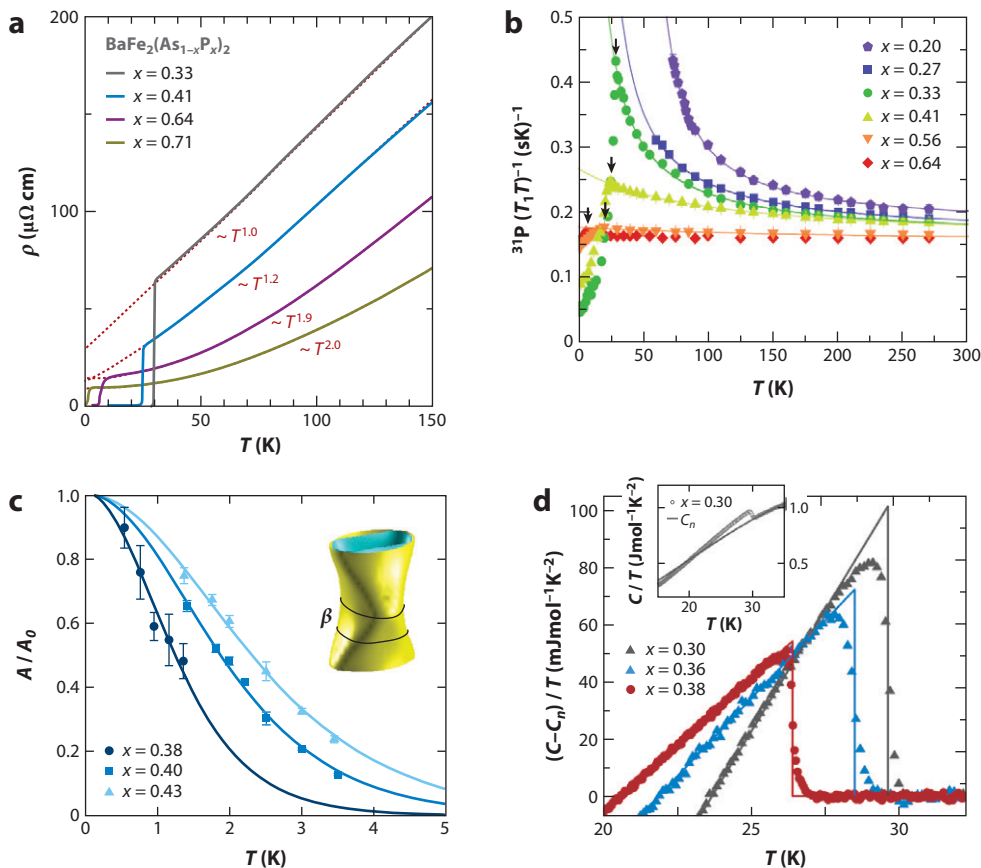 a
BaFe₂(As₁₋ₓPₓ)₂
x = 0.33
x = 0.41
x = 0.64
x = 0.71
~ T¹·⁰
~ T¹·²
~ T¹·⁹
~ T²·⁰
200
100
0
ρ (μΩ cm)
0 50 100 150
T (K)
b
x = 0.20
x = 0.27
x = 0.33
x = 0.41
x = 0.56
x = 0.64
0.5
0.4
0.3
0.2
0.1
0
³¹P (T₁T)⁻¹ (sK)⁻¹
0 50 75 100 125 150 175 200 225 250 275 300
T (K)
c
1.0
0.8
0.6
0.4
0.2
0
A / A₀
β
x = 0.38
x = 0.40
x = 0.43
0 1 2 3 4 5
T (K)
d
x = 0.30
Cₙ
C / T (Jmol⁻¹K⁻²)
1.0
0.5
20 30
T (K)
100
80
60
40
20
0
(C–Cₙ) / T (mJmol⁻¹K⁻²)
x = 0.30
x = 0.36
x = 0.38
20 25 30
T (K)